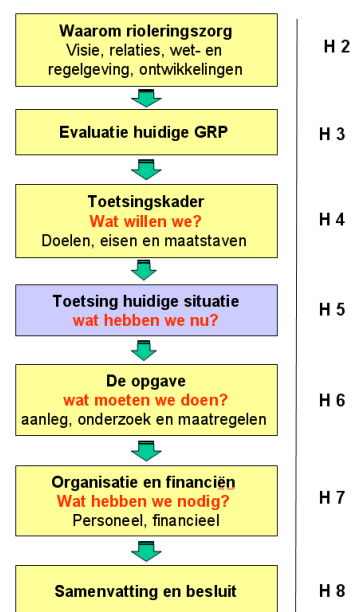 Waarom rioleringszorg
Visie, relaties, wet- en
regelgeving, ontwikkelingen
H 2
Evaluatie huidige GRP
H 3
Toetsingskader
Wat willen we?
Doelen, eisen en maatstaven
H 4
Toetsing huidige situatie
wat hebben we nu?
H 5
De opgave
wat moeten we doen?
aanleg, onderzoek en maatregelen
H 6
Organisatie en financiën
Wat hebben we nodig?
Personeel, financieel
H 7
Samenvatting en besluit
H 8